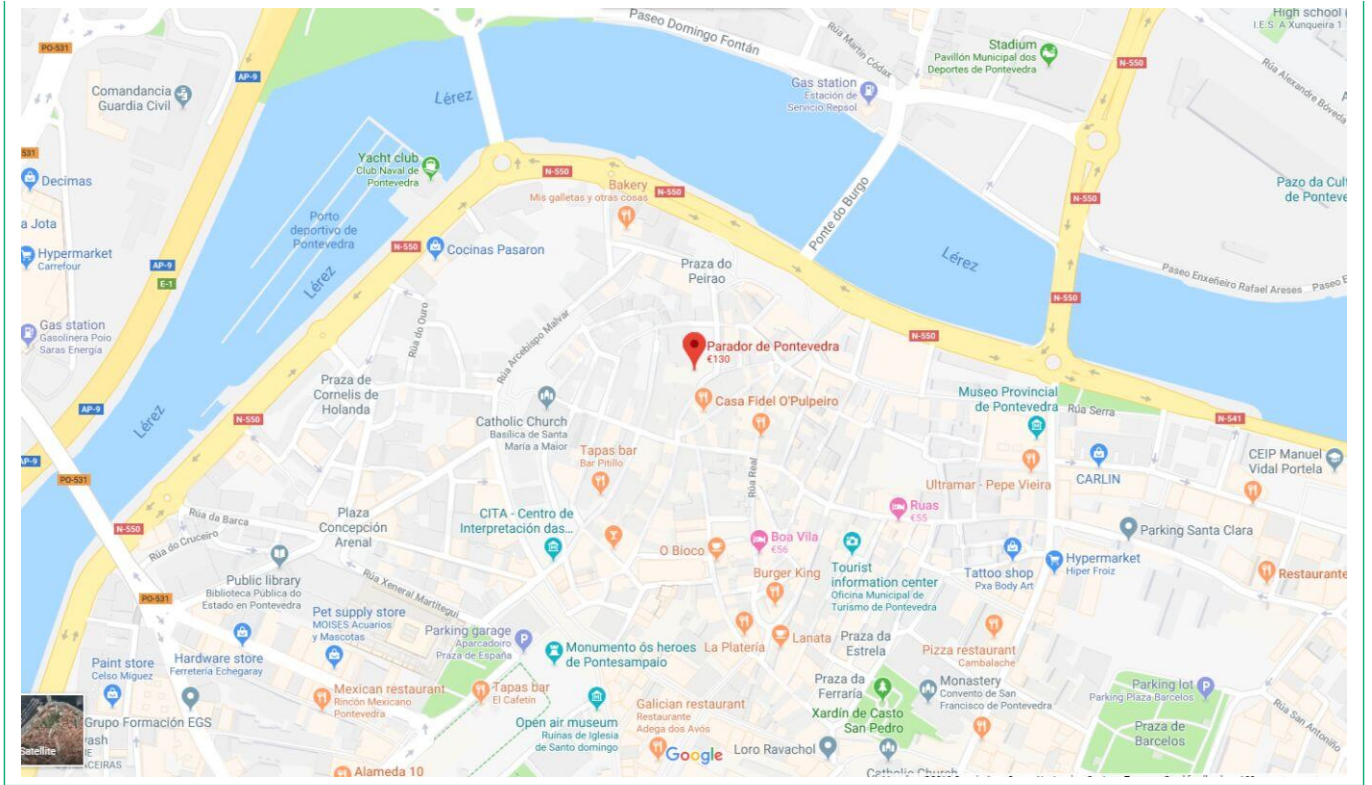 Paseo Domingo Fontán
High school
I.E.S. A Xunqueira 1
PO-531
Rúa Martin Códax
Stadium
Pavillón Municipal dos
Deportes de Pontevedra
N-550
Rúa Alexandre Bóveda
AP-9
Comandancia
Guardia Civil
Lérez
Gas station
Estación de
Servicio Repsol
531
Decimas
Yacht club
Club Naval de
Pontevedra
N-550
Bakery
Mis galletas y otras cosas
N-550
N-550
Pazo da Cul
de Ponteve
a Jota
Porto
deportivo de
Pontevedra
Ponte do Burgo
Hypermarket
Carrefour
N-550
Cocinas Pasaron
AP-9
E-1
Lérez
Praza do
Peirao
Lérez
Paseo Enxeñeiro Rafael Areses
Paseo E
N-550
Gas station
Gasolinera Poio
Saras Energía
Rúa do Ouro
Rúa Arcebispo Malvar
N-550
Parador de Pontevedra
€130
Praza de
Cornelis de
Holanda
AP-9
Lérez
N-550
Catholic Church
Basílica de Santa
María a Maior
Casa Fidel O'Pulpeiro
Museo Provincial
de Pontevedra
Rúa Serra
N-541
AP-9
PO-531
Tapas bar
Bar Pitillo
Rúa Real
Ultramar - Pepe Vieira
CARLIN
CEIP Manuel
Vidal Portela
N-550
Rúa da Barca
Rúa do Cruceiro
Plaza
Concepción
Arenal
CITA - Centro de
Interpretación das...
Ruas
€55
Parking Santa Clara
O Bioco
Boa Vila
€56
Tourist
information center
Oficina Municipal de
Turismo de Pontevedra
Public library
Biblioteca Pública do
Estado en Pontevedra
Rúa Xeneral Martitegui
Burger King
Tattoo shop
Pxa Body Art
Hypermarket
Hiper Froiz
Restaurante
PO-531
Pet supply store
MOISES Acuarios
y Mascotas
Parking garage
Aparcadoiro
Praza de España
Monumento ós heroes
de Pontesampaio
La Platería
Lanata
Praza da
Estrela
Pizza restaurant
Cambalache
Paint store
Celso Miguez
Hardware store
Ferretería Echegaray
Mexican restaurant
Rincón Mexicano
Pontevedra
Tapas bar
El Cafetín
Praza da
Ferraría
Monastery
Convento de San
Francisco de Pontevedra
Parking lot
Parking Plaza Barcelos
Grupo Formación EGS
Open air museum
Ruinas de Iglesia
de Santo domingo
Galician restaurant
Restaurante
Adega dos Avós
Xardín de Casto
San Pedro
Praza de
Barcelos
Rúa San Antoniño
Satellite
Google
Loro Ravachol
Catholic Church
Alameda 10